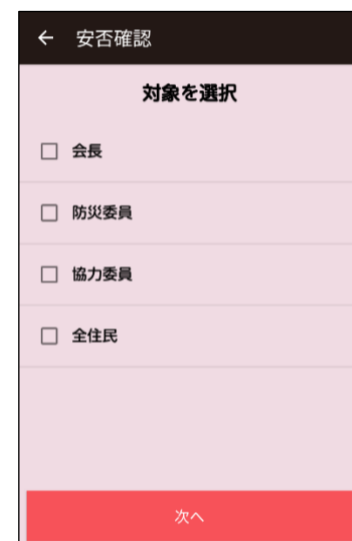 ← 安否確認
対象を選択
会長
防災委員
協力委員
全住民
次へ